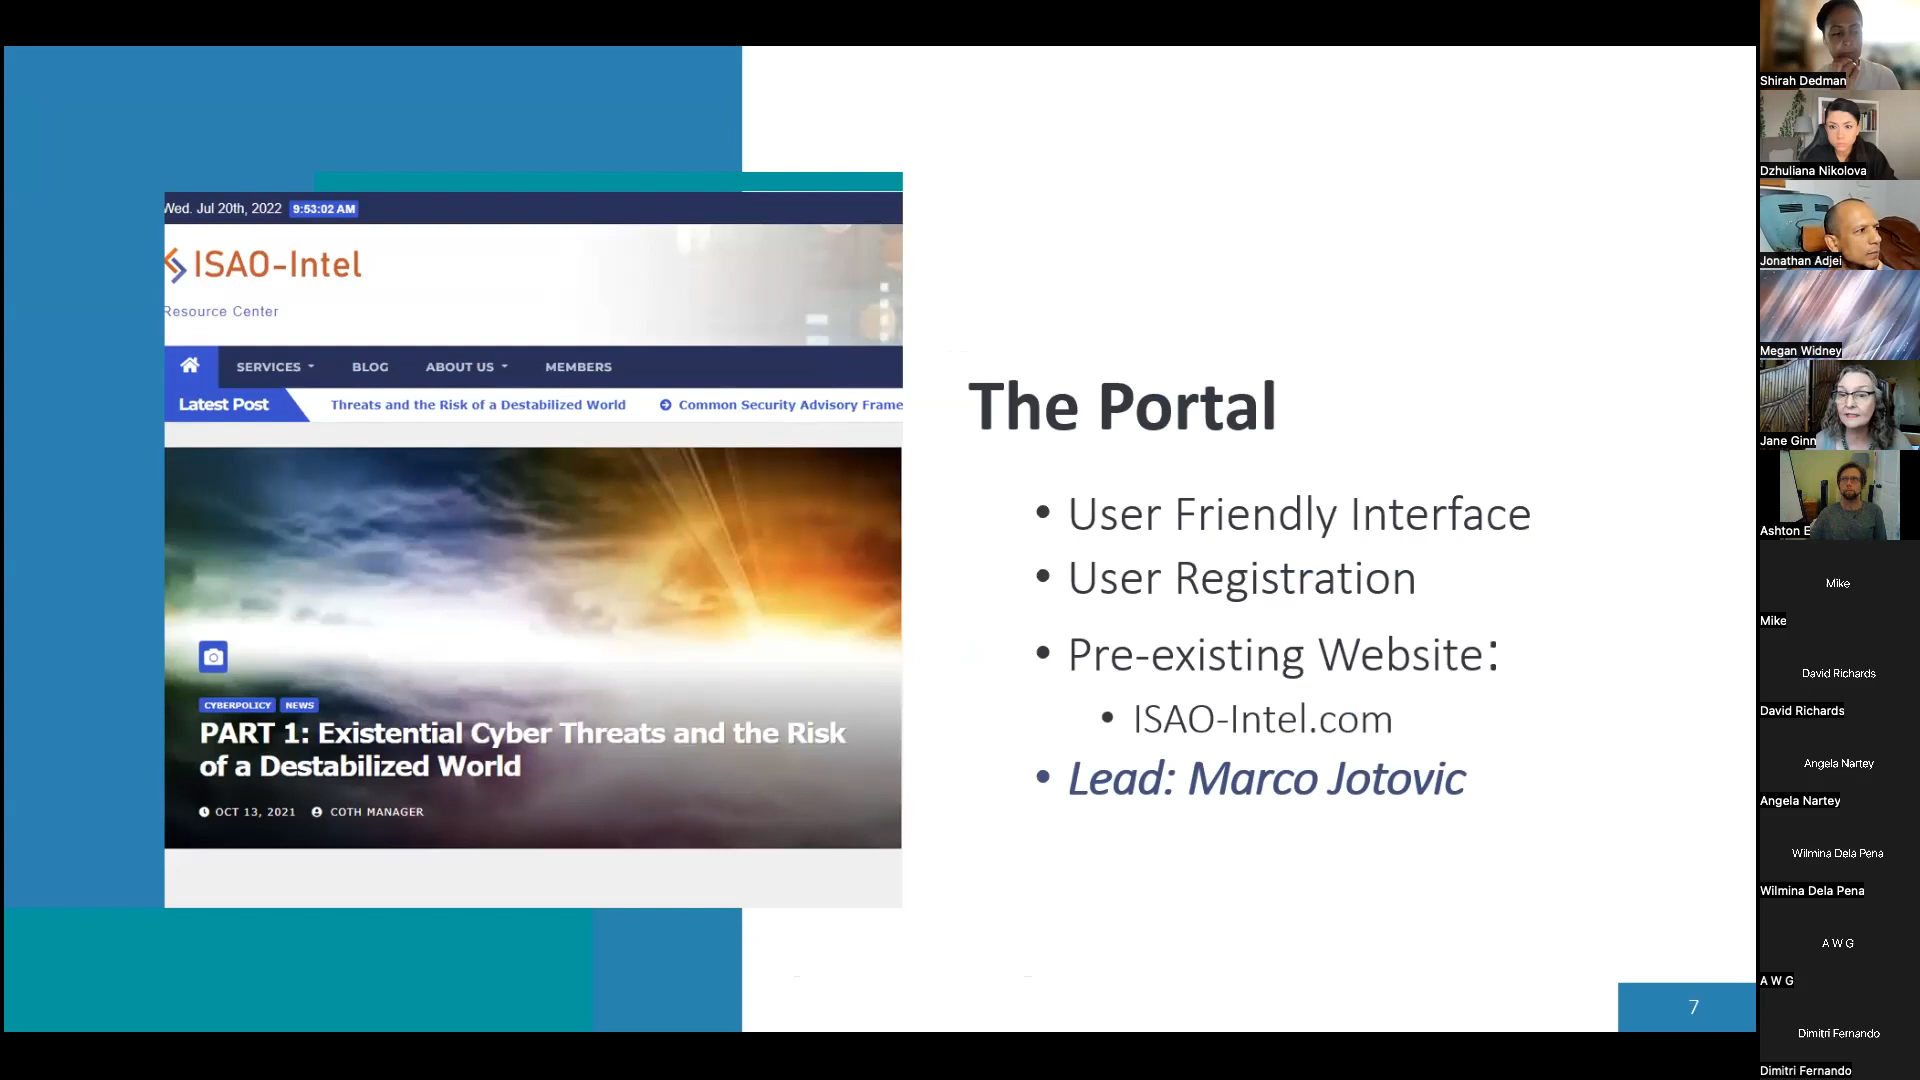 Wed. Jul 20th, 2022 9:53:02 AM
ISAO-Intel
Resource Center
SERVICES BLOG ABOUT US MEMBERS
Latest Post Threats and the Risk of a Destabilized World Common Security Advisory Frame
CYBERPOLICY NEWS
PART 1: Existential Cyber Threats and the Risk
of a Destabilized World
OCT 13, 2021 COTH MANAGER
The Portal
• User Friendly Interface
• User Registration
• Pre-existing Website:
• ISAO-Intel.com
• Lead: Marco Jotovic
7
Shirah Dedman
Dzhuliana Nikolova
Jonathan Adjei
Megan Widney
Jane Ginn
Ashton E
Mike
Mike
David Richards
David Richards
Angela Nartey
Angela Nartey
Wilmina Dela Pena
Wilmina Dela Pena
A W G
A W G
Dimitri Fernando
Dimitri Fernando